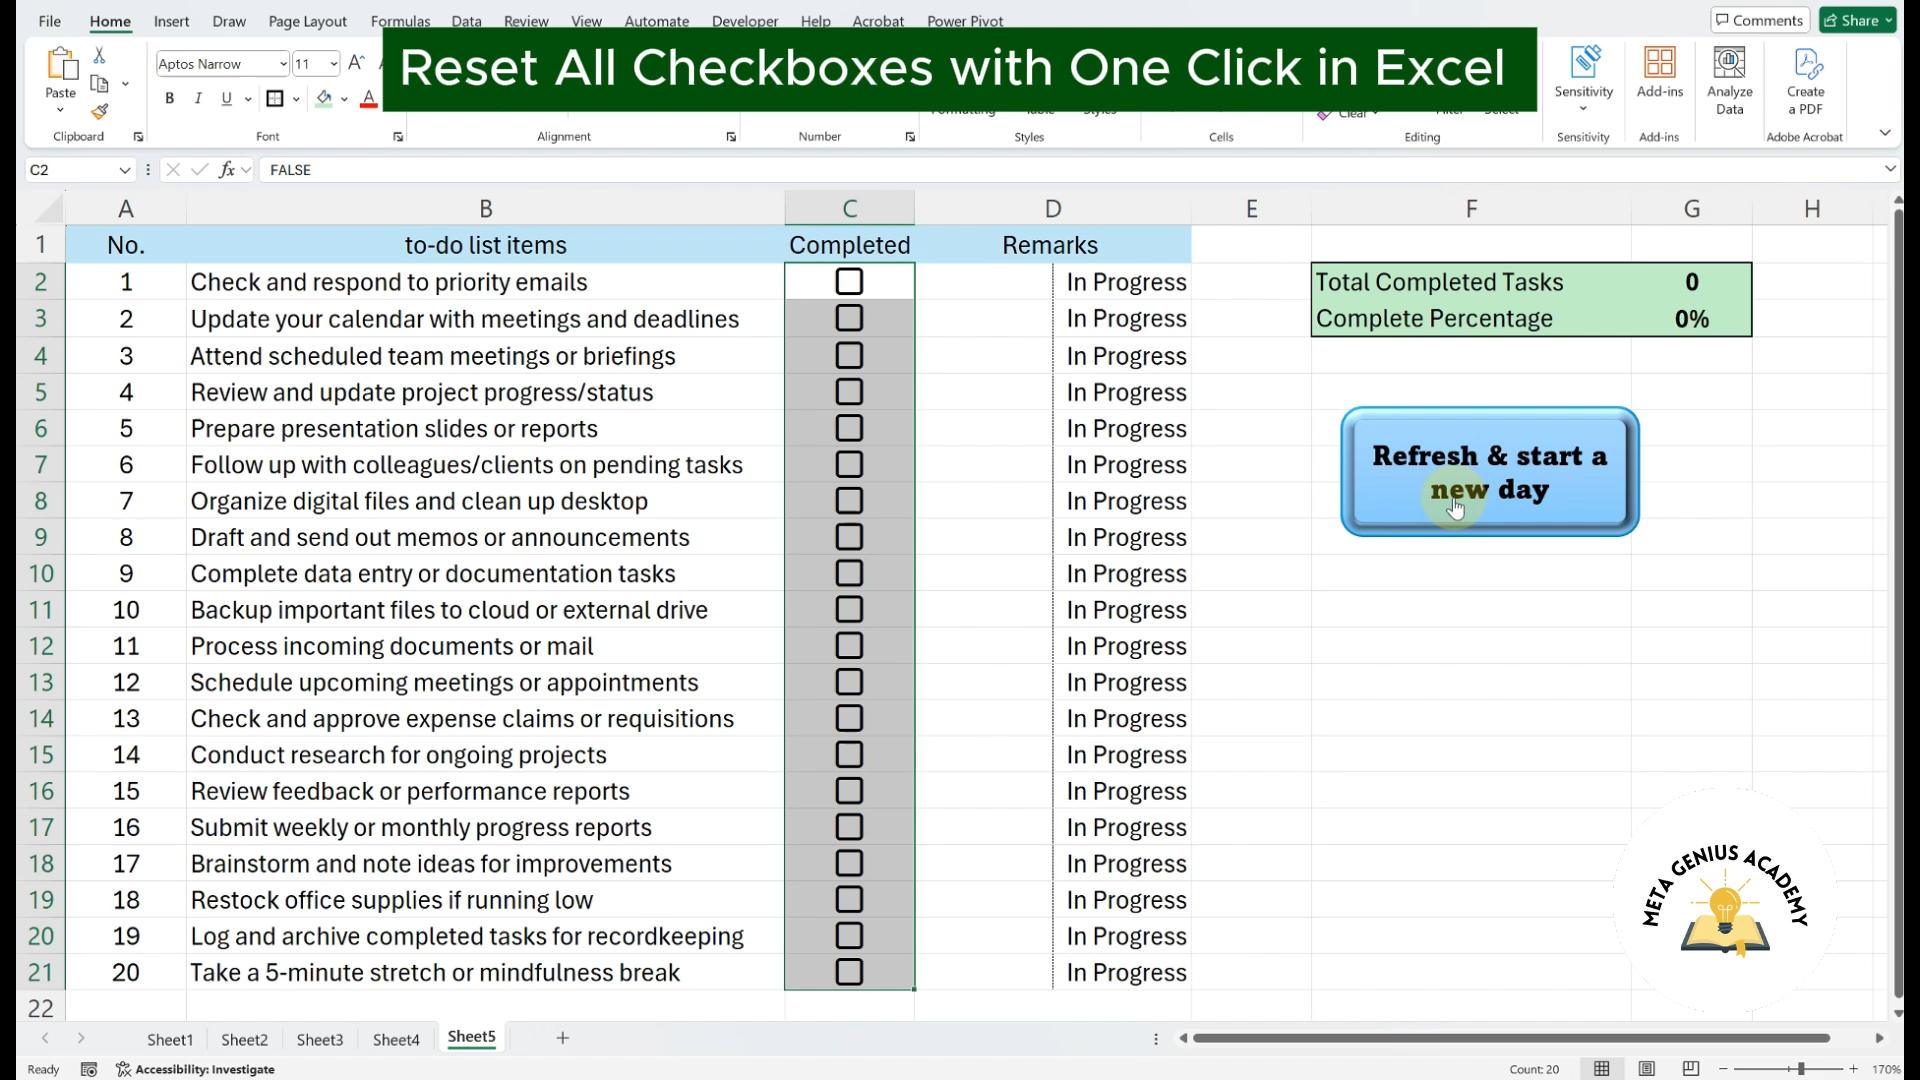 File Home Insert Draw Page Layout Formulas Data Review View Automate Developer Help Acrobat Power Pivot Comments Share
Reset All Checkboxes with One Click in Excel
Aptos Narrow 11 A
Paste
B I U A
Sensitivity Add-ins Analyze Data Create a PDF
Clear
Clipboard Font Alignment Number Styles Cells Editing Sensitivity Add-ins Adobe Acrobat
C2 fx FALSE
A B C D E F G H
1 No. to-do list items Completed Remarks
2 1 Check and respond to priority emails In Progress Total Completed Tasks 0
3 2 Update your calendar with meetings and deadlines In Progress Complete Percentage 0%
4 3 Attend scheduled team meetings or briefings In Progress
5 4 Review and update project progress/status In Progress
6 5 Prepare presentation slides or reports In Progress
7 6 Follow up with colleagues/clients on pending tasks In Progress
8 7 Organize digital files and clean up desktop In Progress
9 8 Draft and send out memos or announcements In Progress
10 9 Complete data entry or documentation tasks In Progress
11 10 Backup important files to cloud or external drive In Progress
12 11 Process incoming documents or mail In Progress
13 12 Schedule upcoming meetings or appointments In Progress
14 13 Check and approve expense claims or requisitions In Progress
15 14 Conduct research for ongoing projects In Progress
16 15 Review feedback or performance reports In Progress
17 16 Submit weekly or monthly progress reports In Progress
18 17 Brainstorm and note ideas for improvements In Progress
19 18 Restock office supplies if running low In Progress
20 19 Log and archive completed tasks for recordkeeping In Progress
21 20 Take a 5-minute stretch or mindfulness break In Progress
22
Refresh & start a
new day
META GENIUS ACADEMY
Sheet1 Sheet2 Sheet3 Sheet4 Sheet5
Ready Accessibility: Investigate Count: 20 170%